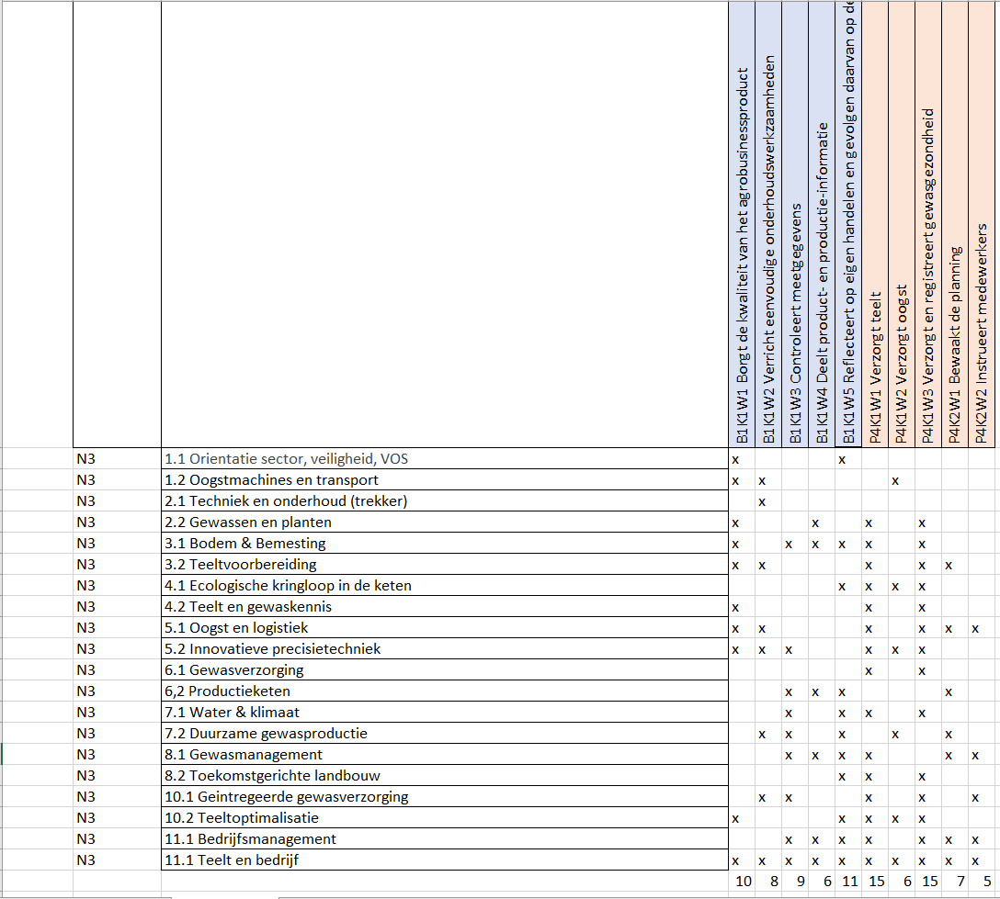 B1K1W1 Borgt de kwaliteit van het agrobusinessproduct
B1K1W2 Verricht eenvoudige onderhoudswerkzaamheden
B1K1W3 Controleert meetgegevens
B1K1W4 Deelt product- en productie-informatie
B1K1W5 Reflecteert op eigen handelen en gevolgen daarvan op de
P4K1W1 Verzorgt teelt
P4K1W2 Verzorgt oogst
P4K1W3 Verzorgt en registreert gewasgezondheid
P4K2W1 Bewaakt de planning
P4K2W2 Instrueert medewerkers
N3 1.1 Orientatie sector, veiligheid, VOS x x
N3 1.2 Oogstmachines en transport x x x
N3 2.1 Techniek en onderhoud (trekker) x
N3 2.2 Gewassen en planten x x x x
N3 3.1 Bodem & Bemesting x x x x x x
N3 3.2 Teeltvoorbereiding x x x x x
N3 4.1 Ecologische kringloop in de keten x x x x
N3 4.2 Teelt en gewaskennis x x x
N3 5.1 Oogst en logistiek x x x x x x
N3 5.2 Innovatieve precisietechniek x x x x x x
N3 6.1 Gewasverzorging x x
N3 6,2 Productieketen x x x x
N3 7.1 Water & klimaat x x x x
N3 7.2 Duurzame gewasproductie x x x x x
N3 8.1 Gewasmanagement x x x x x x
N3 8.2 Toekomstgerichte landbouw x x x
N3 10.1 Geintregeerde gewasverzorging x x x x x
N3 10.2 Teeltoptimalisatie x x x x x
N3 11.1 Bedrijfsmanagement x x x x x x x
N3 11.1 Teelt en bedrijf x x x x x x x x x x
10 8 9 6 11 15 6 15 7 5